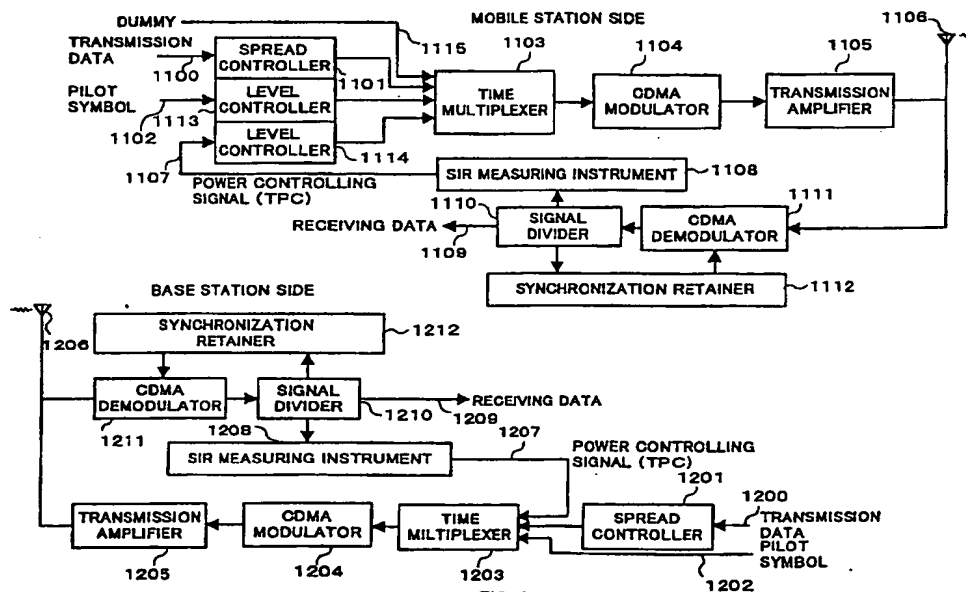 DUMMY
MOBILE STATION SIDE
1106
TRANSMISSION
DATA
1115
1103
1104
1105
1100
SPREAD
CONTROLLER
1101
PILOT
SYMBOL
1102
1113
LEVEL
CONTROLLER
TIME
MULTIPLEXER
CDMA
MODULATOR
TRANSMISSION
AMPLIFIER
LEVEL
CONTROLLER
1114
1107
POWER CONTROLLING
SIGNAL (TPC)
SIR MEASURING INSTRUMENT
1108
1110
1111
RECEIVING DATA
1109
SIGNAL
DIVIDER
CDMA
DEMODULATOR
SYNCHRONIZATION RETAINER
1112
BASE STATION SIDE
1206
SYNCHRONIZATION
RETAINER
1212
CDMA
DEMODULATOR
1211
SIGNAL
DIVIDER
1210
1209
RECEIVING DATA
1208
SIR MEASURING INSTRUMENT
1207
POWER CONTROLLING
SIGNAL (TPC)
1201
1200
TRANSMISSION
AMPLIFIER
CDMA
MODULATOR
TIME
MILTIPLEXER
SPREAD
CONTROLLER
TRANSMISSION
DATA
PILOT
SYMBOL
1205
1204
1203
1202